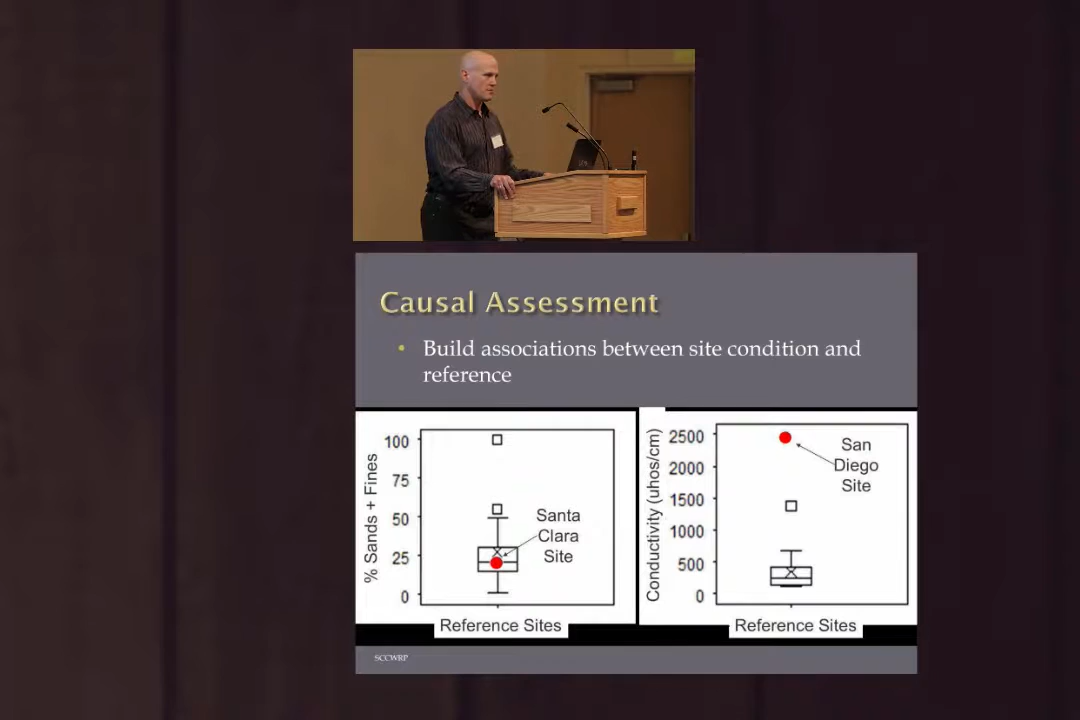 Causal Assessment
• Build associations between site condition and
reference
% Sands + Fines
100
75
50
25
0
Santa
Clara
Site
Reference Sites
Conductivity (uhos/cm)
2500
2000
1500
1000
500
0
San
Diego
Site
Reference Sites
SCCWRP